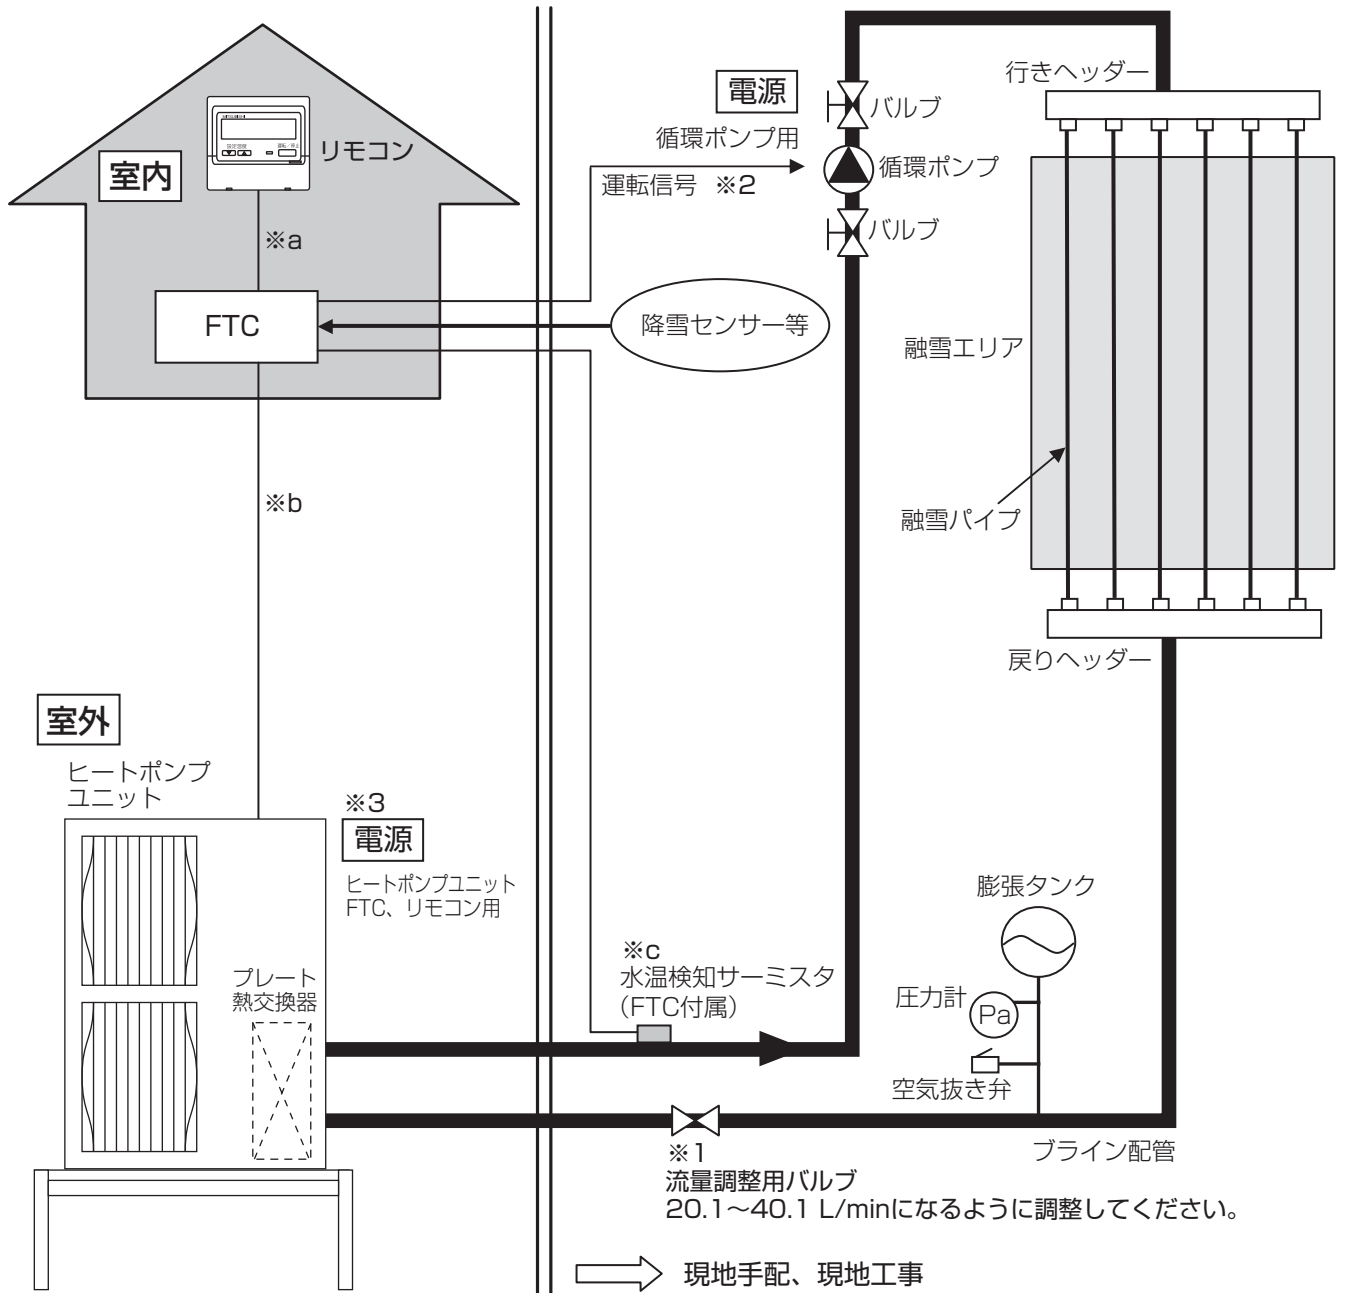 電源
循環ポンプ用
運転信号 ※2
バルブ
循環ポンプ
バルブ
行きヘッダー
リモコン
室内
※a
FTC
降雪センサー等
融雪エリア
融雪パイプ
戻りヘッダー
※b
室外
ヒートポンプ
ユニット
※3
電源
ヒートポンプユニット
FTC、リモコン用
プレート
熱交換器
※c
水温検知サーミスタ
(FTC付属)
膨張タンク
圧力計
Pa
空気抜き弁
ブライン配管
※1
流量調整用バルブ
20.1～40.1 L/minになるように調整してください。
現地手配、現地工事